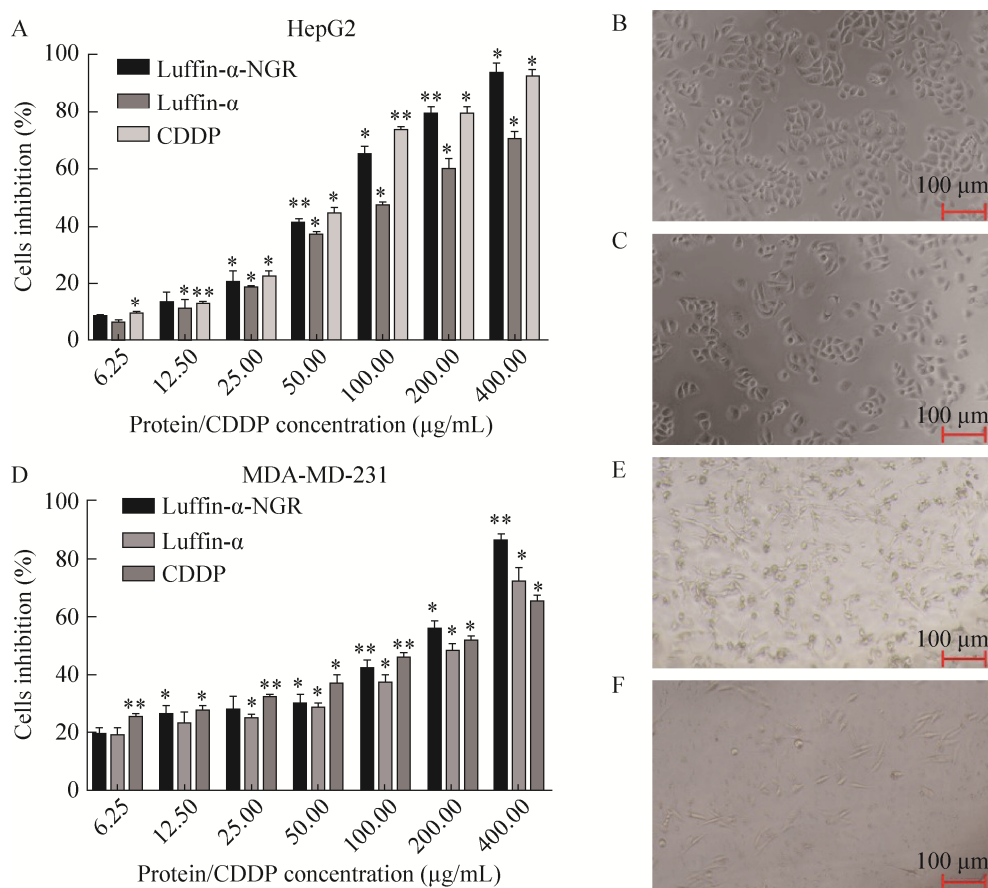 A
HepG2
Luffin-α-NGR
Luffin-α
CDDP
100
80
60
40
20
0
Cells inhibition (%)
*
* *** * * * ** * * * ** * ** * * * * * *
6.25
12.50
25.00
50.00
100.00
200.00
400.00
Protein/CDDP concentration (μg/mL)
B
100 μm
C
100 μm
D
MDA-MD-231
Luffin-α-NGR
Luffin-α
CDDP
100
80
60
40
20
0
Cells inhibition (%)
** * * * ** * * * ** * ** * * * ** * *
6.25
12.50
25.00
50.00
100.00
200.00
400.00
Protein/CDDP concentration (μg/mL)
E
100 μm
F
100 μm